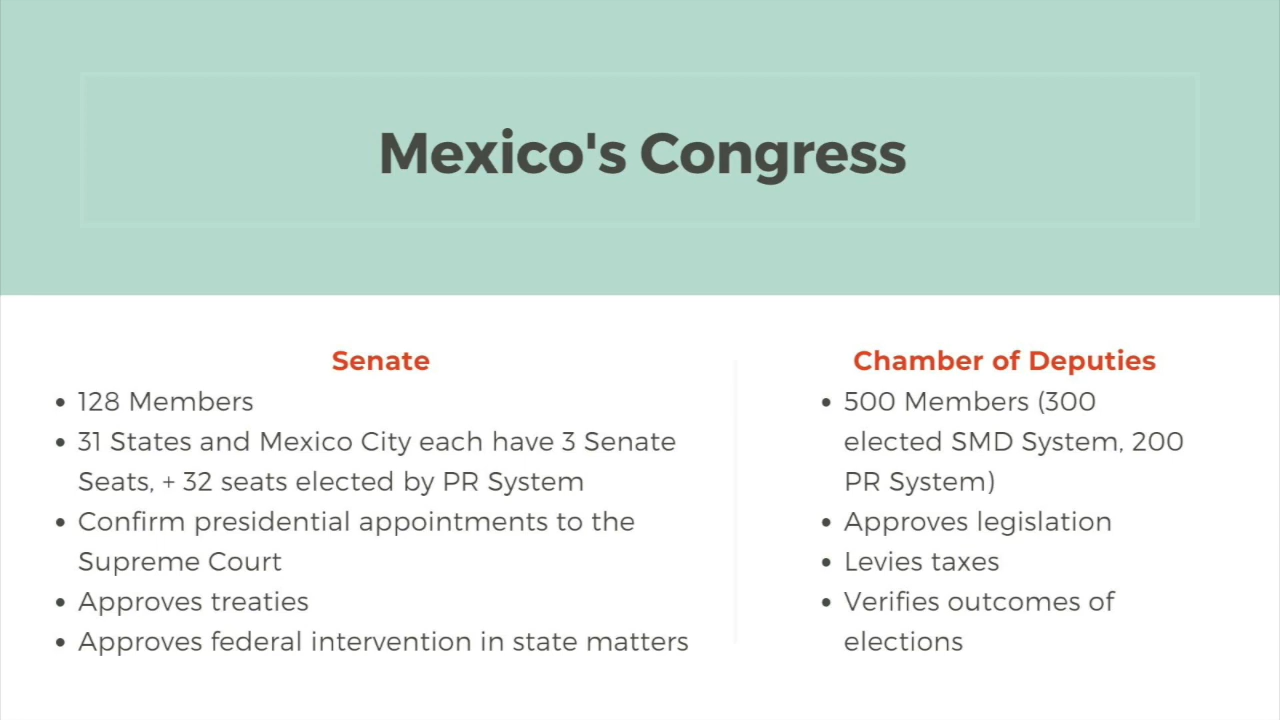 Mexico's Congress
Senate
• 128 Members
• 31 States and Mexico City each have 3 Senate
Seats, + 32 seats elected by PR System
• Confirm presidential appointments to the
Supreme Court
• Approves treaties
• Approves federal intervention in state matters
Chamber of Deputies
• 500 Members (300
elected SMD System, 200
PR System)
• Approves legislation
• Levies taxes
• Verifies outcomes of
elections